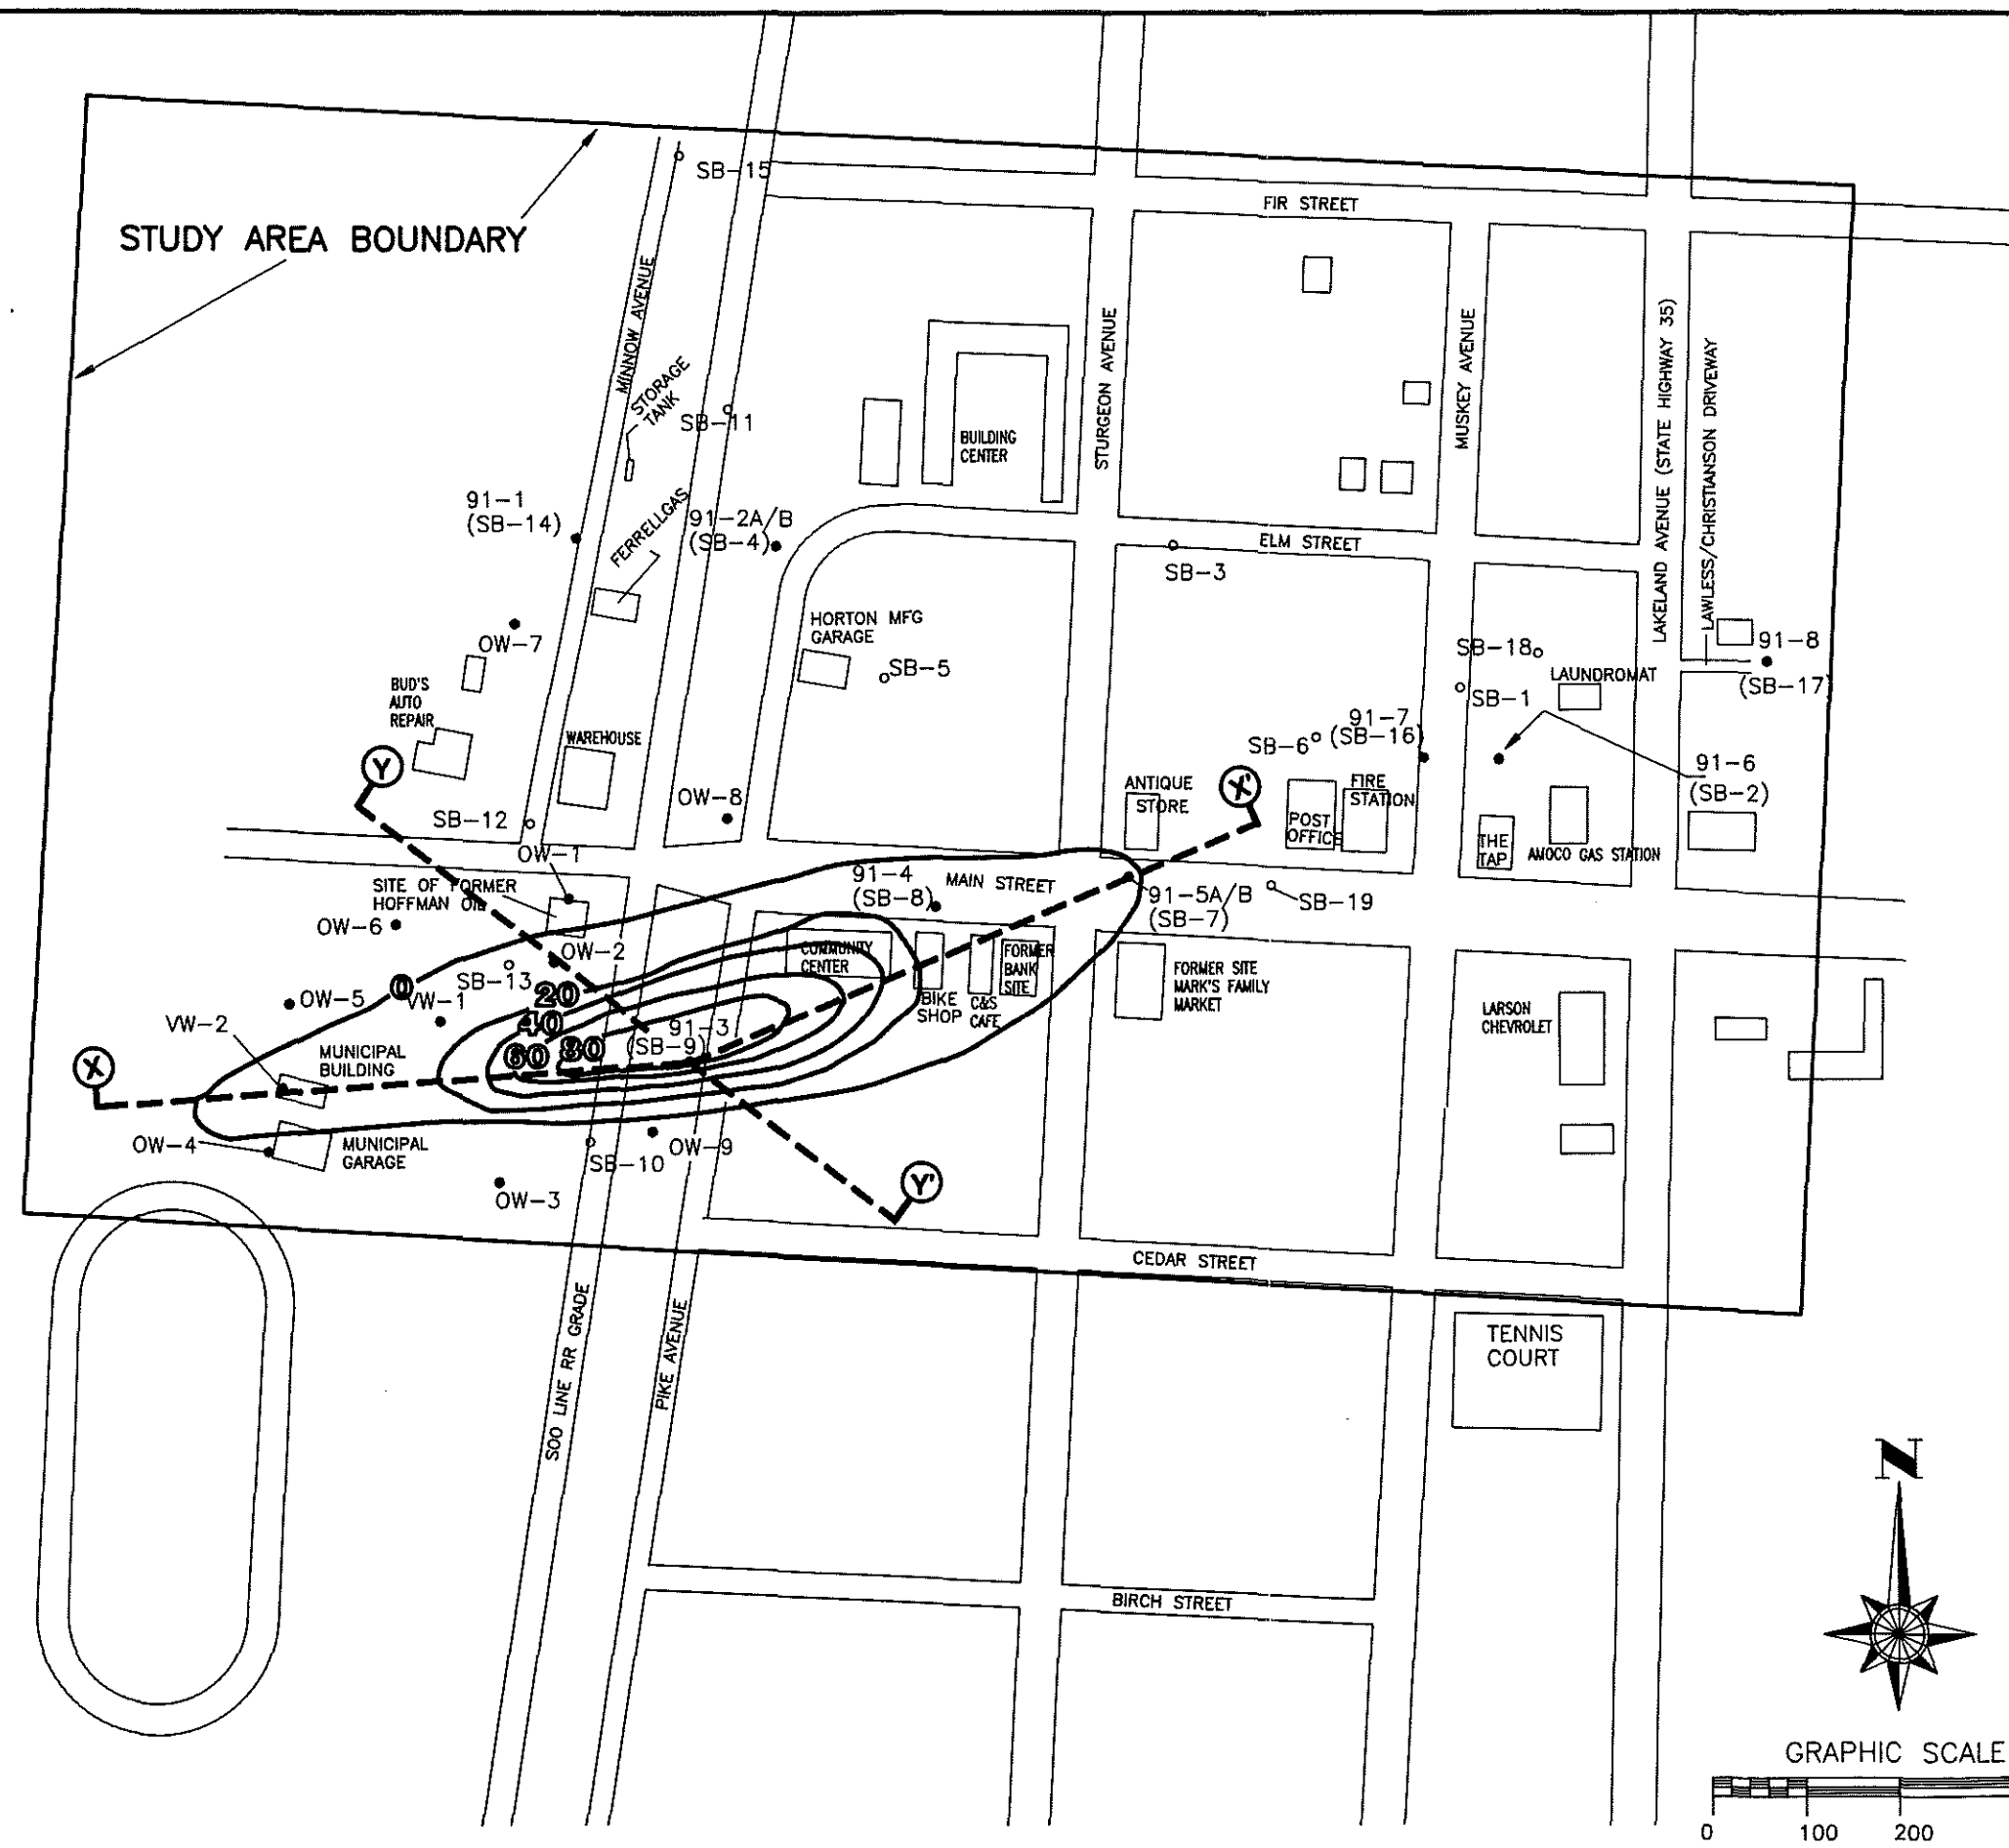 SB-15
FIR STREET
STUDY AREA BOUNDARY
MINNOW AVENUE
STORAGE
TANK
SB-11
BUILDING
CENTER
STURGEON AVENUE
MUSKEY AVENUE
LAKELAND AVENUE (STATE HIGHWAY 35)
LAWLESS/CHRISTIANSON DRIVEWAY
91-1
(SB-14)
FERRELLGAS
91-2A/B
(SB-4)
ELM STREET
SB-3
OW-7
HORTON MFG
GARAGE
SB-5
SB-18
91-8
(SB-17)
LAUNDROMAT
SB-1
BUD'S
AUTO
REPAIR
WAREHOUSE
91-7
(SB-16)
SB-6
Y
OW-8
ANTIQUE
STORE
X'
FIRE
STATION
POST
OFFICE
91-6
(SB-2)
SB-12
OW-1
THE
TAP
AMOCO GAS STATION
SITE OF FORMER
HOFFMAN OIL
91-4
(SB-8)
MAIN STREET
91-5A/B
(SB-7)
SB-19
OW-6
OW-2
COMMUNITY
CENTER
FORMER
BANK
SITE
FORMER SITE
MARK'S FAMILY
MARKET
SB-13
0
20
OW-5
VW-1
BIKE
SHOP
C&S
CAFE
LARSON
CHEVROLET
VW-2
40
91-3
(SB-9)
60
80
MUNICIPAL
BUILDING
X
OW-4
MUNICIPAL
GARAGE
OW-9
SB-10
OW-3
Y'
CEDAR STREET
SOO LINE RR GRADE
PIKE AVENUE
TENNIS
COURT
N
BIRCH STREET
GRAPHIC SCALE
0 100 200